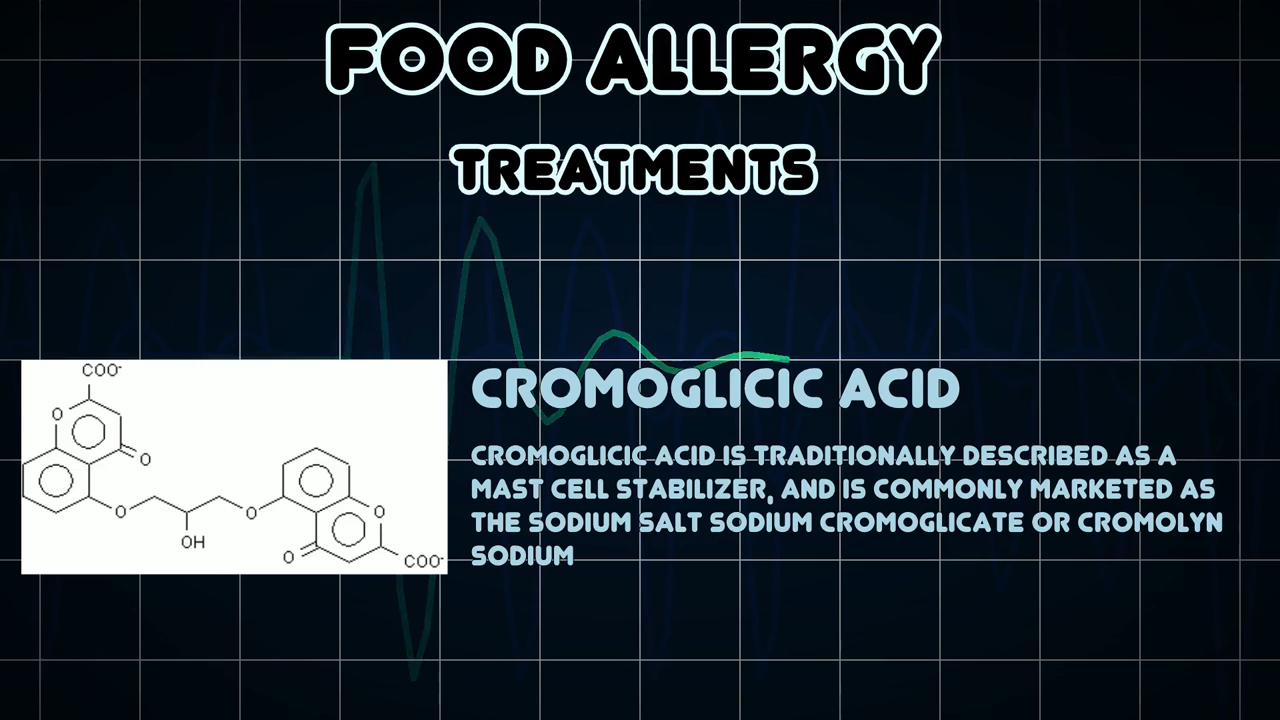 FOOD ALLERGY
TREATMENTS
COO-
O
O
O
OH
O
O
O
COO-
CROMOGLICIC ACID
CROMOGLICIC ACID IS TRADITIONALLY DESCRIBED AS A
MAST CELL STABILIZER, AND IS COMMONLY MARKETED AS
THE SODIUM SALT SODIUM CROMOGLICATE OR CROMOLYN
SODIUM